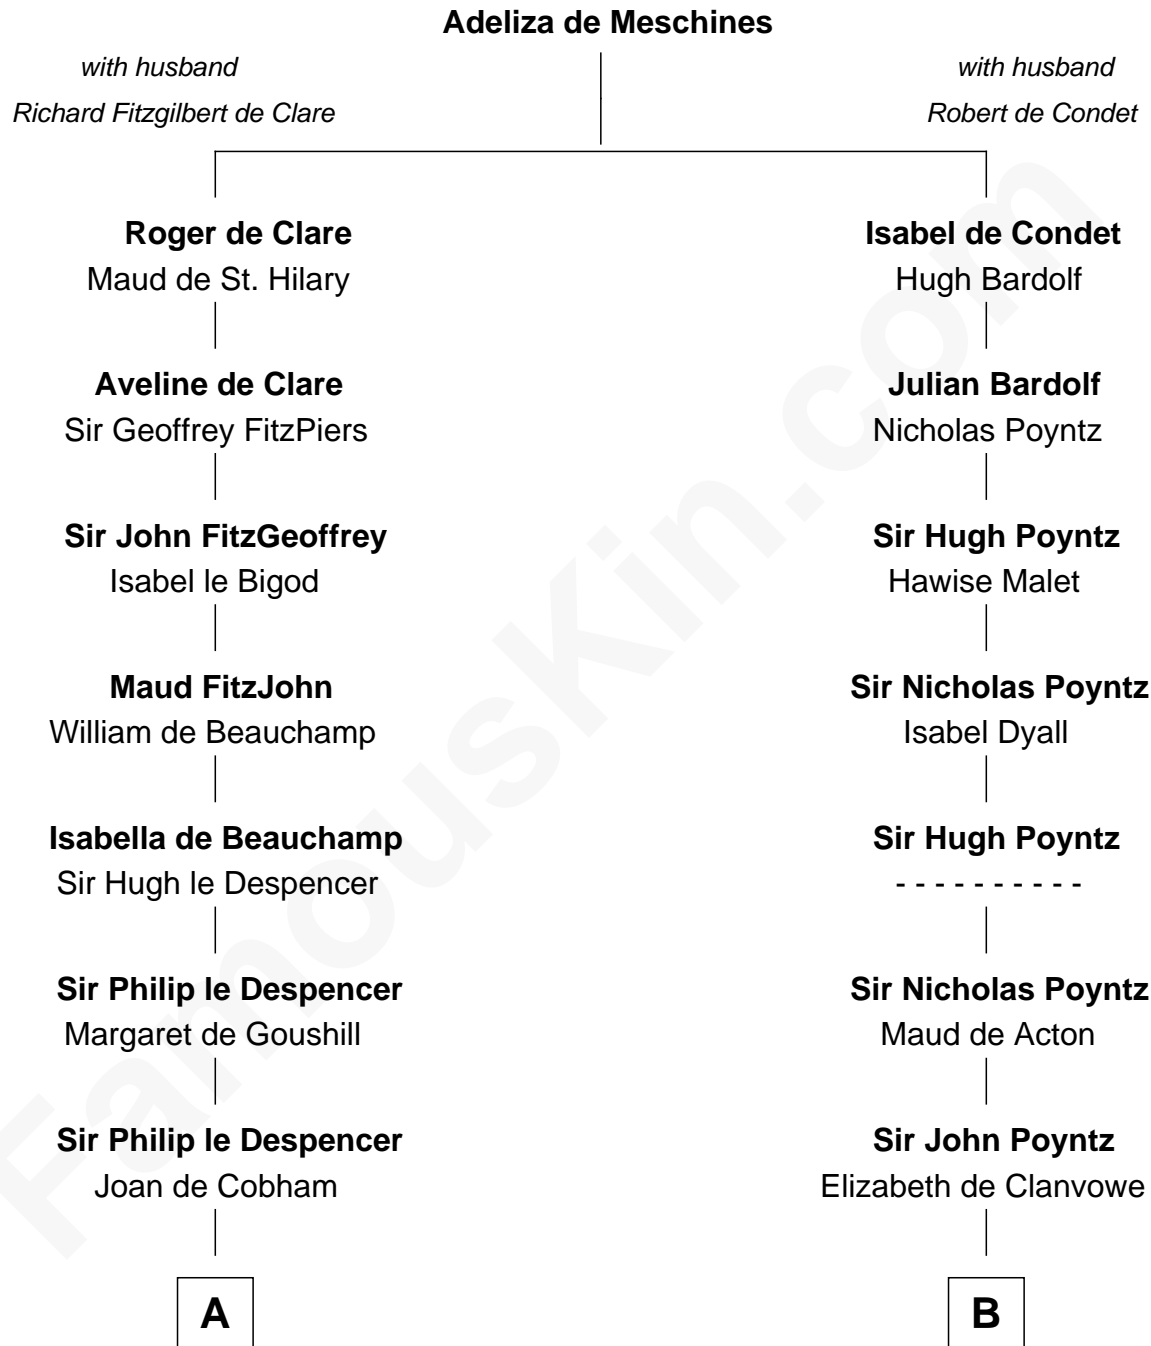 Adeliza de Meschines
with husband
Richard Fitzgilbert de Clare
with husband
Robert de Condet
Roger de Clare
Maud de St. Hilary
Isabel de Condet
Hugh Bardolf
Aveline de Clare
Sir Geoffrey FitzPiers
Julian Bardolf
Nicholas Poyntz
Sir John FitzGeoffrey
Isabel le Bigod
Sir Hugh Poyntz
Hawise Malet
Maud FitzJohn
William de Beauchamp
Sir Nicholas Poyntz
Isabel Dyall
Isabella de Beauchamp
Sir Hugh le Despencer
Sir Hugh Poyntz
- - - - - - - - - -
Sir Philip le Despencer
Margaret de Goushill
Sir Nicholas Poyntz
Maud de Acton
Sir Philip le Despencer
Joan de Cobham
Sir John Poyntz
Elizabeth de Clanvowe
A
B
FamousKin.com